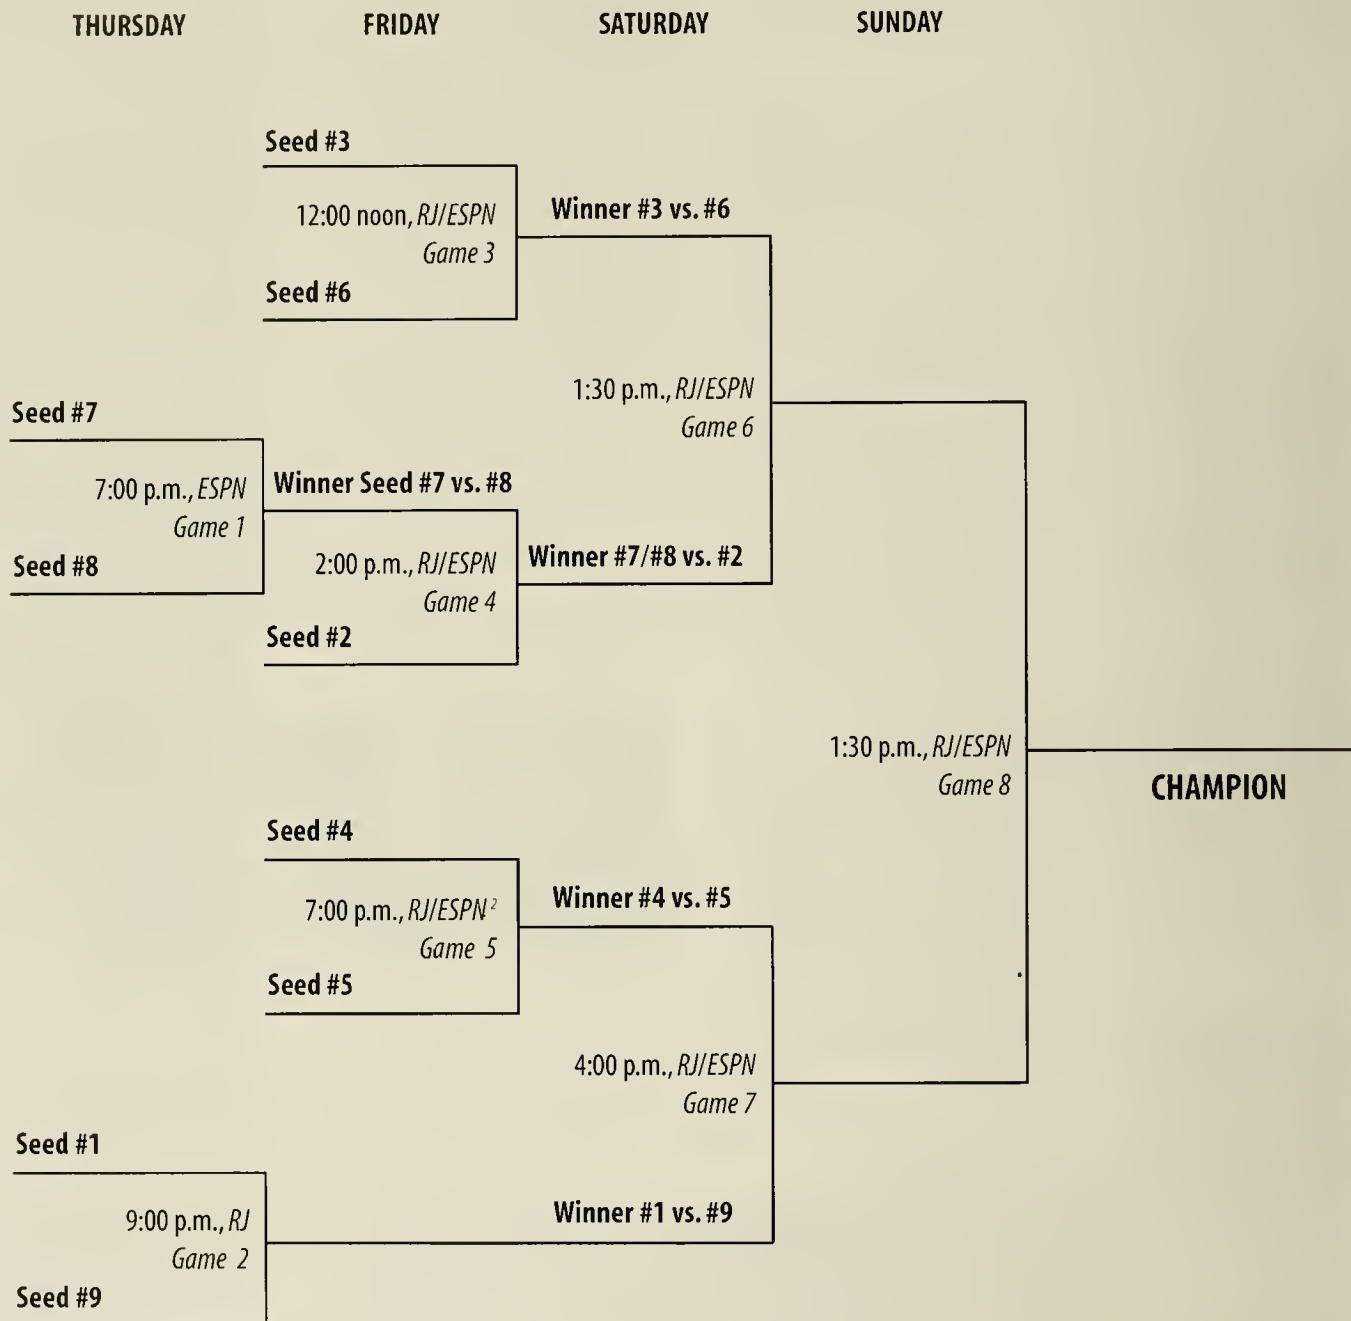 THURSDAY
FRIDAY
SATURDAY
SUNDAY
Seed #3
12:00 noon, RJ/ESPN
Game 3
Seed #6
Winner #3 vs. #6
1:30 p.m., RJ/ESPN
Game 6
Seed #7
7:00 p.m., ESPN
Game 1
Seed #8
Winner Seed #7 vs. #8
2:00 p.m., RJ/ESPN
Game 4
Seed #2
Winner #7/#8 vs. #2
1:30 p.m., RJ/ESPN
Game 8
CHAMPION
Seed #4
7:00 p.m., RJ/ESPN²
Game 5
Seed #5
Winner #4 vs. #5
4:00 p.m., RJ/ESPN
Game 7
Seed #1
9:00 p.m., RJ
Game 2
Seed #9
Winner #1 vs. #9